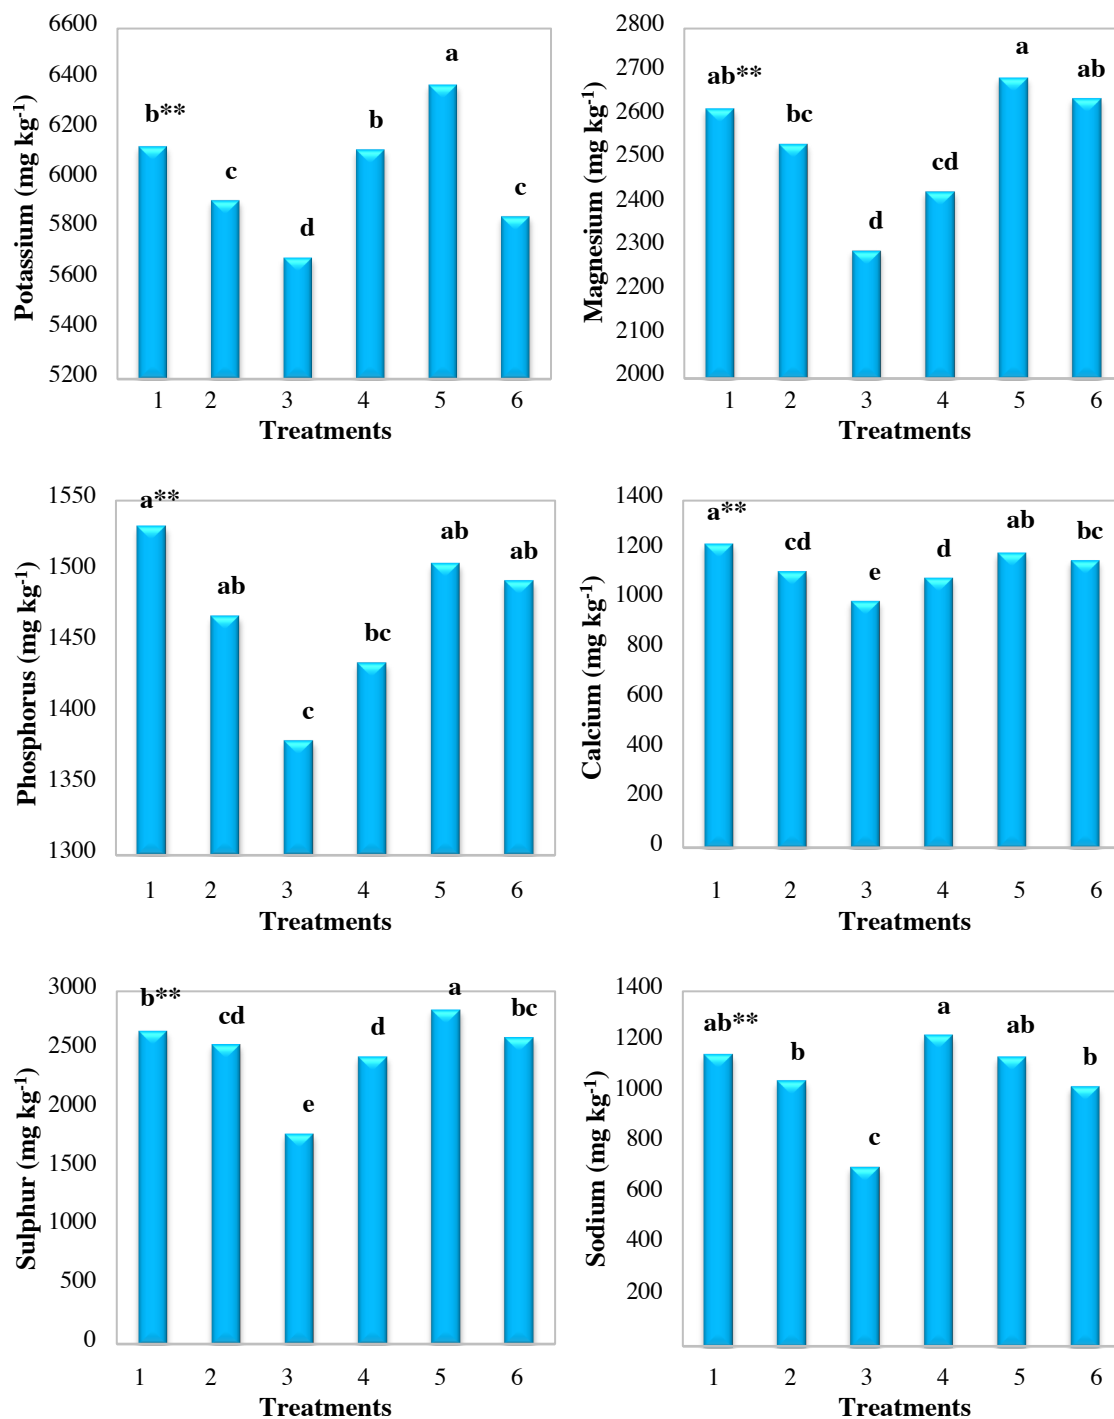 Potassium (mg kg-1)
6600
6400
6200
6000
5800
5600
5400
5200
b**
c
d
b
a
c
1 2 3 4 5 6
Treatments
Magnesium (mg kg-1)
2800
2700
2600
2500
2400
2300
2200
2100
2000
ab**
bc
d
cd
a
ab
1 2 3 4 5 6
Treatments
Phosphorus (mg kg-1)
1550
1500
1450
1400
1350
1300
a**
ab
c
bc
ab
ab
1 2 3 4 5 6
Treatments
Calcium (mg kg-1)
1400
1200
1000
800
600
400
200
0
a**
cd
e
d
ab
bc
1 2 3 4 5 6
Treatments
Sulphur (mg kg-1)
3000
2500
2000
1500
1000
500
0
b**
cd
e
d
a
bc
1 2 3 4 5 6
Treatments
Sodium (mg kg-1)
1400
1200
1000
800
600
400
200
ab**
b
c
a
ab
b
1 2 3 4 5 6
Treatments